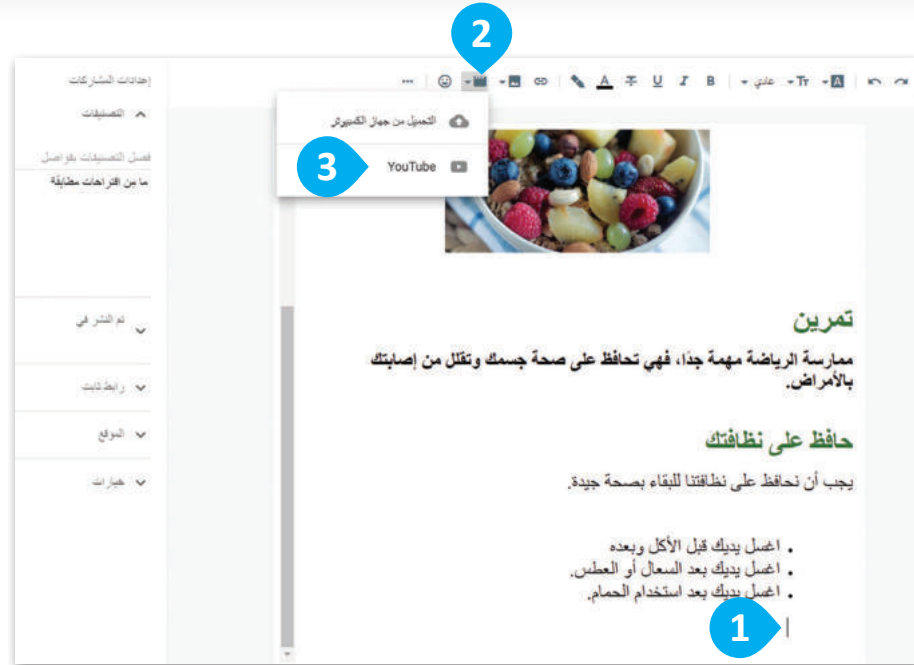 2
عادي
Tr
A
B
I
U
T
A
إعدادات المشاركات
التصنيفات
فصل التصنيفات بفواصل
ما من اقتراحات مطابقة
تم النشر في
رابط ثابت
الموقع
خيارات
التحميل من جهاز الكمبيوتر
YouTube
3
تمرين
ممارسة الرياضة مهمة جدًا، فهي تحافظ على صحة جسمك وتقلل من إصابتك
بالأمراض.
حافظ على نظافتك
يجب أن نحافظ على نظافتنا للبقاء بصحة جيدة.
• اغسل يديك قبل الأكل وبعده
• اغسل يديك بعد السعال أو العطس.
• اغسل يديك بعد استخدام الحمام.
1